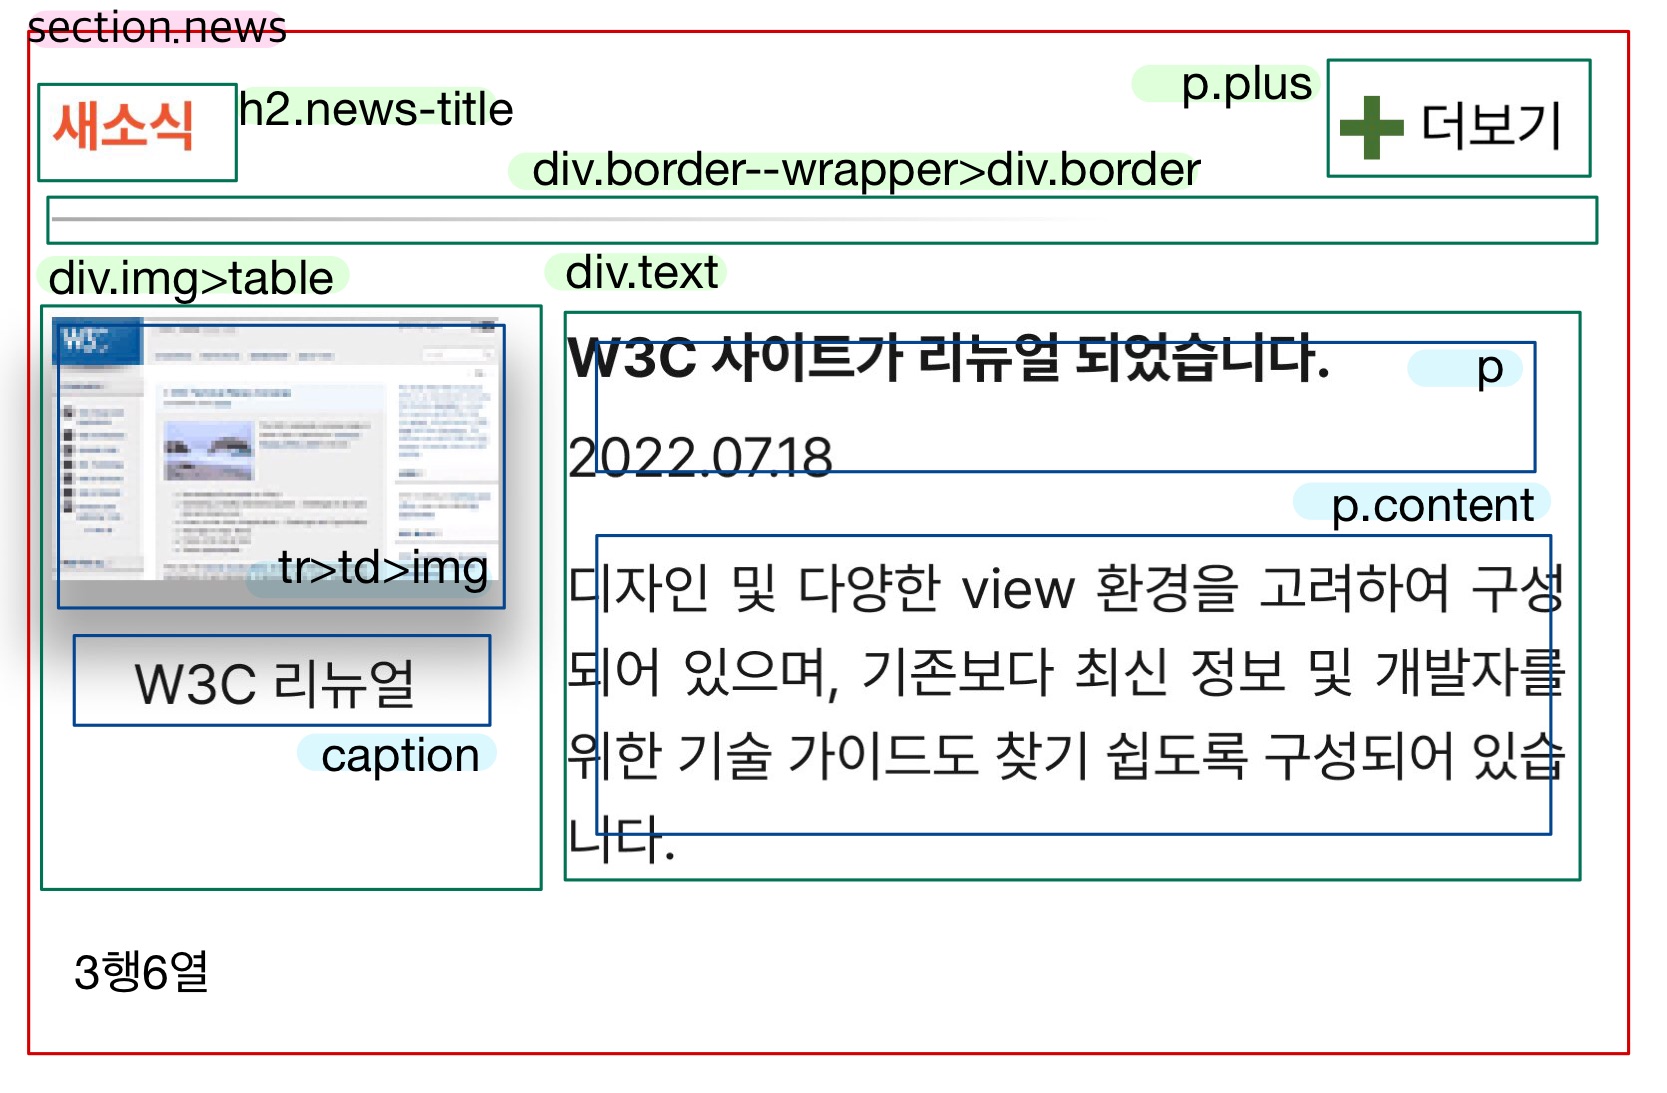 section.news
새소식
h2.news-title
p.plus
더보기
div.border--wrapper>div.border
div.img>table
div.text
W3C
W3C 사이트가 리뉴얼 되었습니다.
p
2022.07.18
p.content
tr>td>img
디자인 및 다양한 view 환경을 고려하여 구성
되어 있으며, 기존보다 최신 정보 및 개발자를
위한 기술 가이드도 찾기 쉽도록 구성되어 있습
니다.
W3C 리뉴얼
caption
3행6열